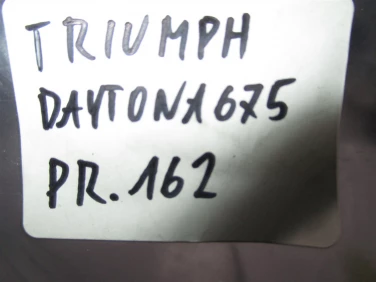 TRIUMPH
DAYTONA 675
PR. 162